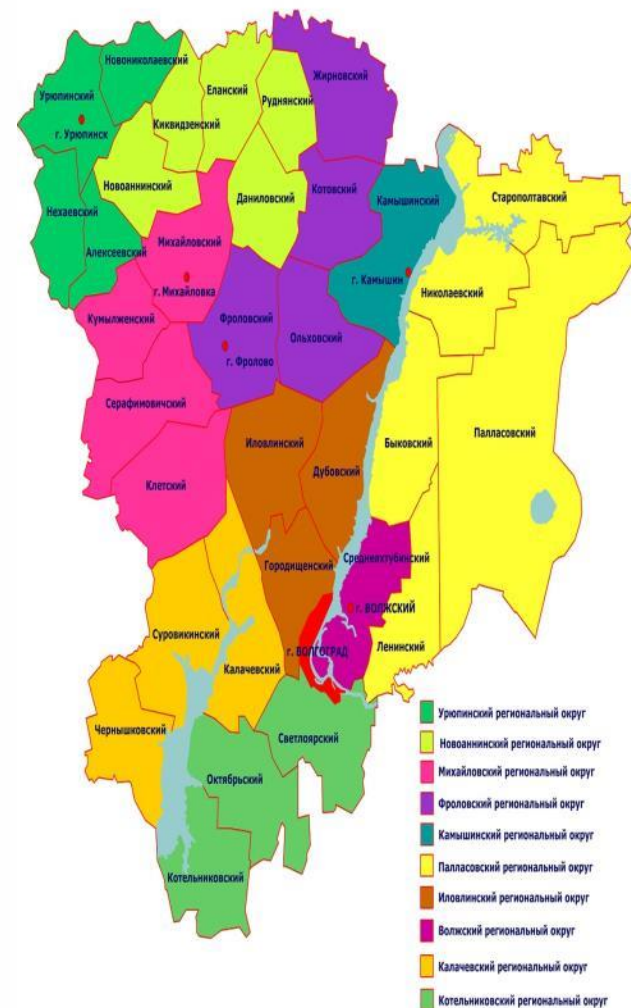 Новониколаевский
Урюпинский
г. Урюпинск
Еланский
Киквидзенский
Руднянский
Жирновский
Новоаннинский
Нехаевский
Алексеевский
Даниловский
Котовский
Камышинский
Старополтавский
Михайловский
г. Михайловка
г. Камышин
Николаевский
Кумылженский
Фроловский
г. Фролово
Ольховский
Серафимовичский
Клетский
Иловлинский
Дубовский
Быковский
Палласовский
Городищенский
Среднеахтубинский
г. ВОЛЖСКИЙ
Суровикинский
Калачевский
г. ВОЛГОГРАД
Ленинский
Чернышковский
Светлоярский
Октябрьский
Котельниковский
Урюпинский региональный округ
Новоаннинский региональный округ
Михайловский региональный округ
Фроловский региональный округ
Камышинский региональный округ
Палласовский региональный округ
Иловлинский региональный округ
Волжский региональный округ
Калачевский региональный округ
Котельниковский региональный округ